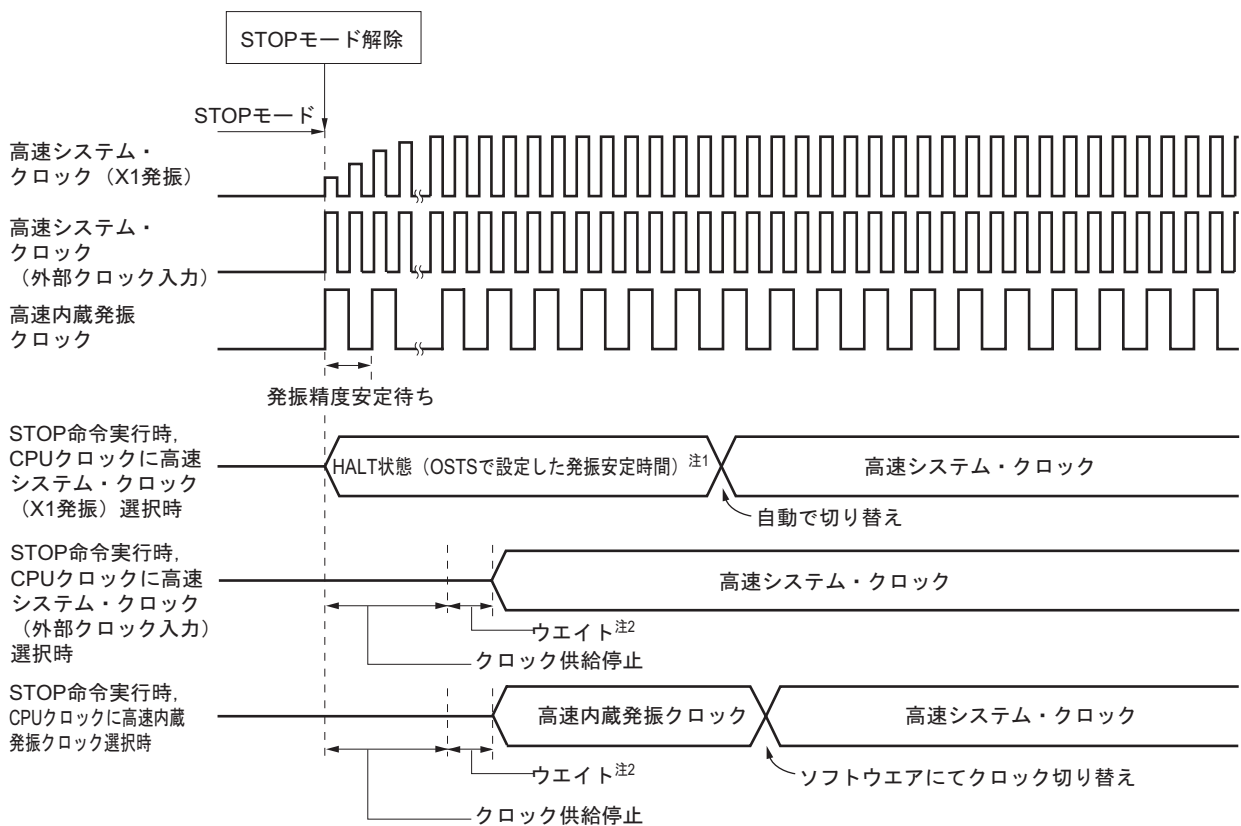 STOPモード解除
STOPモード
高速システム・
クロック（X1発振）
高速システム・
クロック
（外部クロック入力）
高速内蔵発振
クロック
発振精度安定待ち
STOP命令実行時,
CPUクロックに高速
システム・クロック
（X1発振）選択時
HALT状態（OSTSで設定した発振安定時間）注1
高速システム・クロック
自動で切り替え
STOP命令実行時,
CPUクロックに高速
システム・クロック
（外部クロック入力）
選択時
高速システム・クロック
ウエイト注2
クロック供給停止
STOP命令実行時,
CPUクロックに高速内蔵
発振クロック選択時
高速内蔵発振クロック
高速システム・クロック
ウエイト注2
ソフトウエアにてクロック切り替え
クロック供給停止